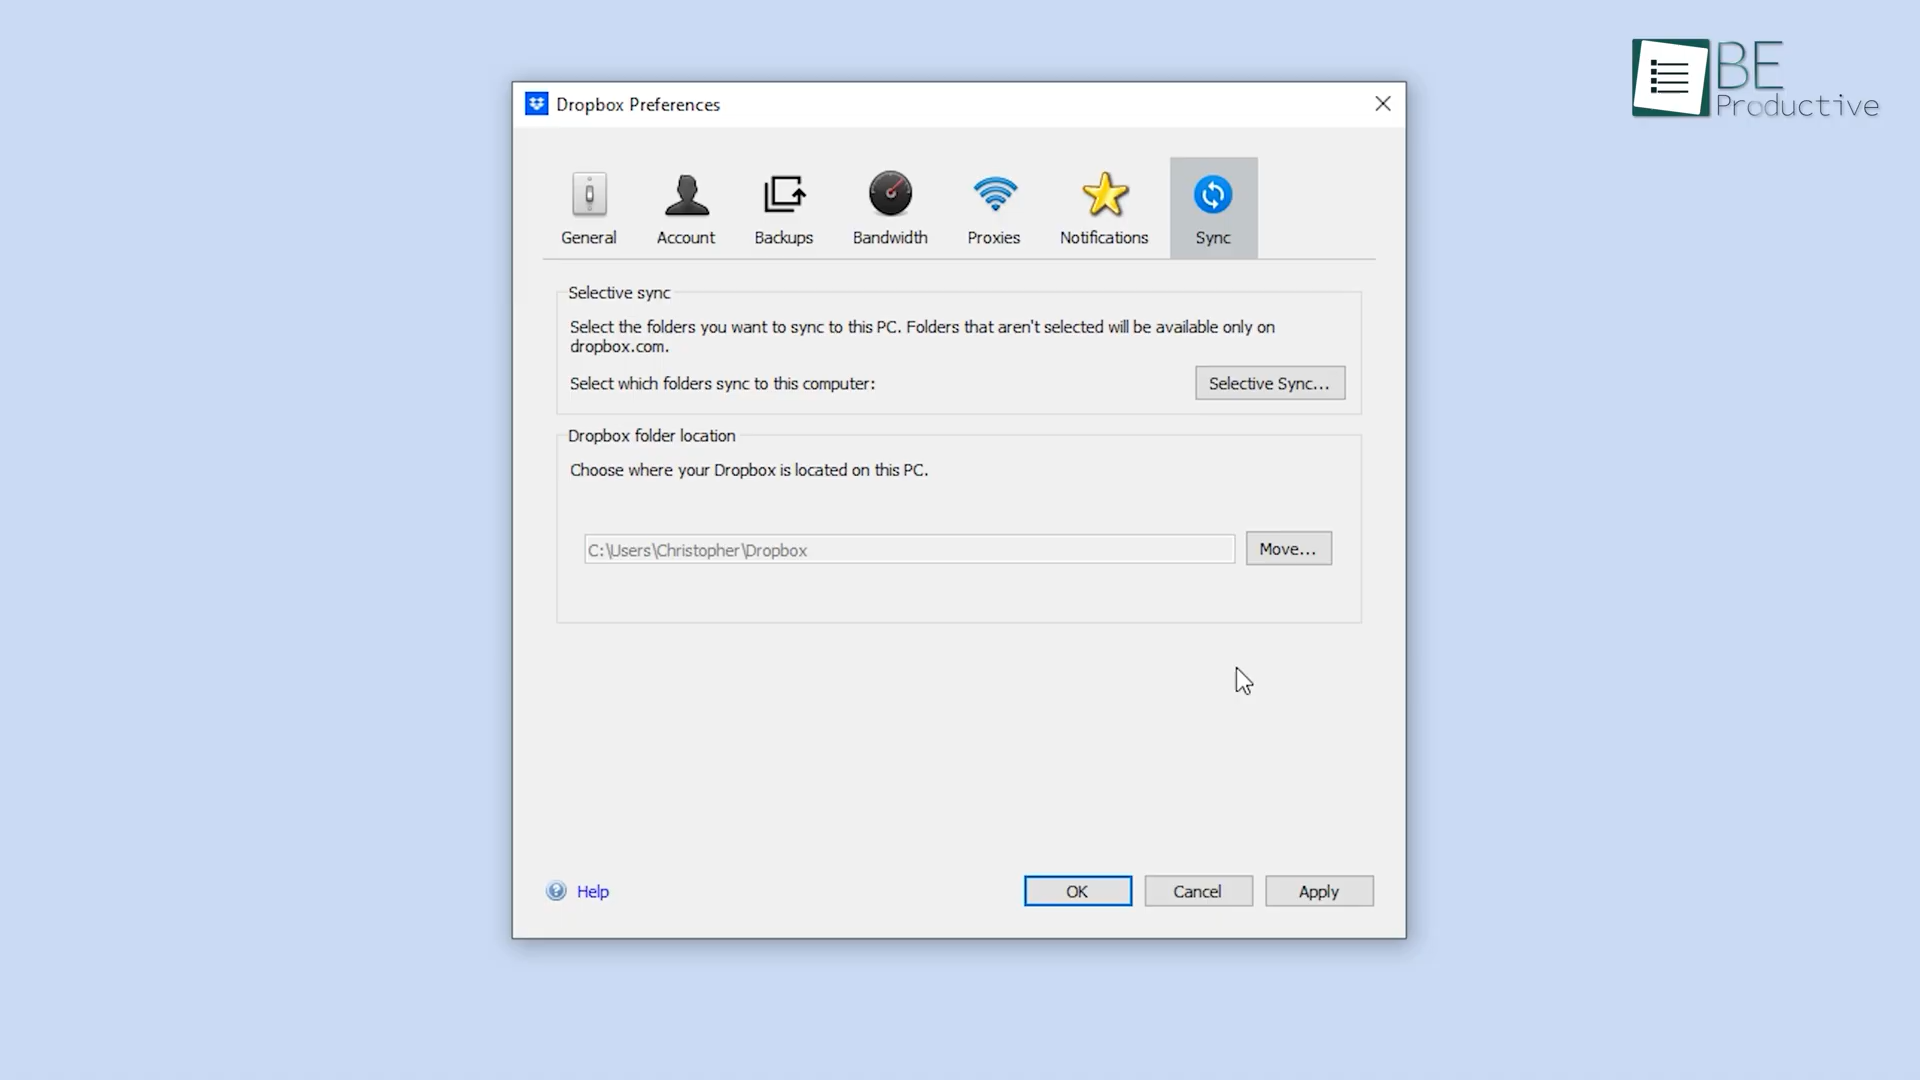 BE
Productive
Dropbox Preferences
General
Account
Backups
Bandwidth
Proxies
Notifications
Sync
Selective sync
Select the folders you want to sync to this PC. Folders that aren't selected will be available only on
dropbox.com.
Select which folders sync to this computer:
Selective Sync...
Dropbox folder location
Choose where your Dropbox is located on this PC.
C:\Users\Christopher\Dropbox
Move...
Help
OK
Cancel
Apply